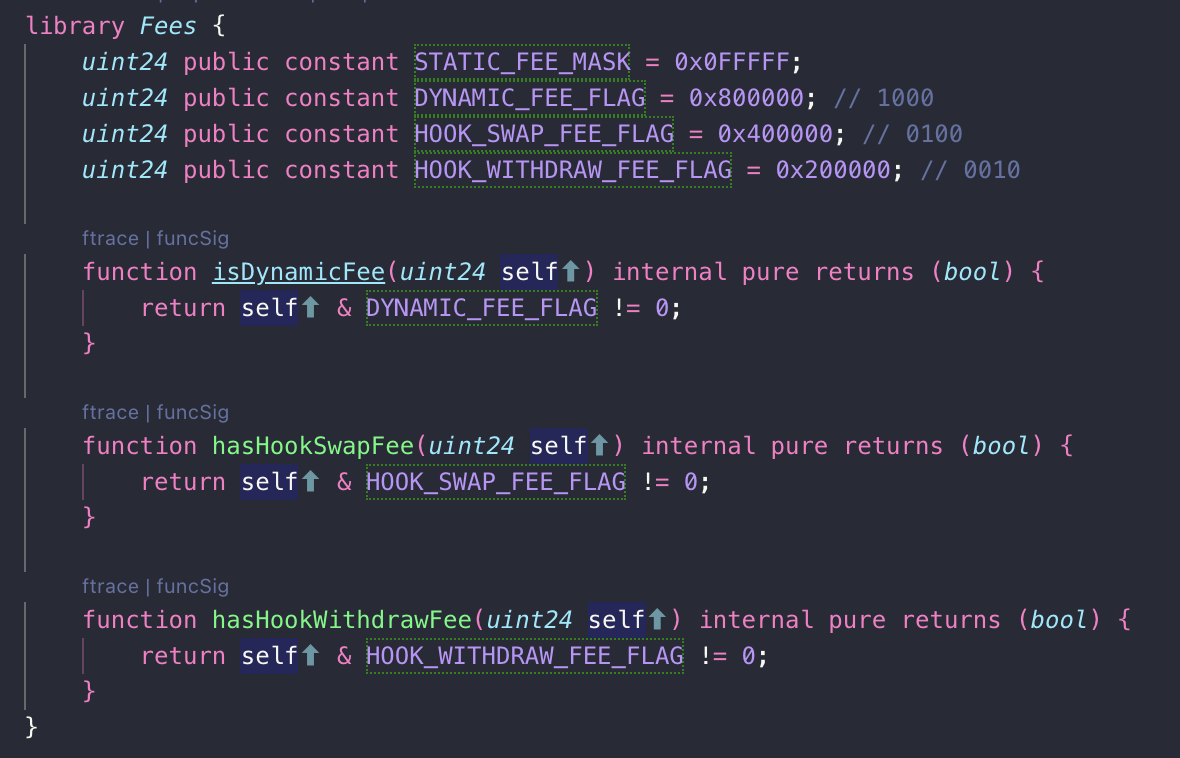 library Fees {
    uint24 public constant STATIC_FEE_MASK = 0x0FFFFF;
    uint24 public constant DYNAMIC_FEE_FLAG = 0x800000; // 1000
    uint24 public constant HOOK_SWAP_FEE_FLAG = 0x400000; // 0100
    uint24 public constant HOOK_WITHDRAW_FEE_FLAG = 0x200000; // 0010
    ftrace | funcSig
    function isDynamicFee(uint24 self⬆) internal pure returns (bool) {
        return self⬆ & DYNAMIC_FEE_FLAG != 0;
    }
    ftrace | funcSig
    function hasHookSwapFee(uint24 self⬆) internal pure returns (bool) {
        return self⬆ & HOOK_SWAP_FEE_FLAG != 0;
    }
    ftrace | funcSig
    function hasHookWithdrawFee(uint24 self⬆) internal pure returns (bool) {
        return self⬆ & HOOK_WITHDRAW_FEE_FLAG != 0;
    }
}